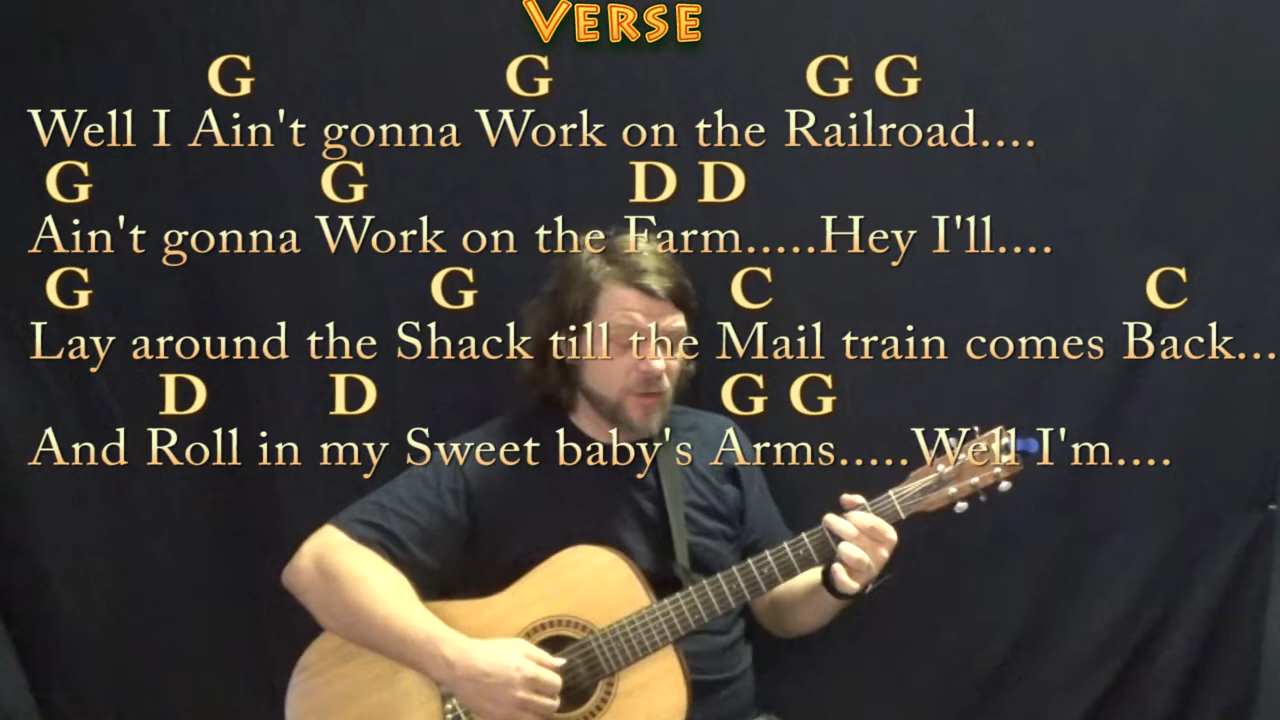 VERSE
G G G G
Well I Ain't gonna Work on the Railroad....
G G D D
Ain't gonna Work on the Farm.....Hey I'll....
G G C C
Lay around the Shack till the Mail train comes Back...
D D G G
And Roll in my Sweet baby's Arms.....Well I'm....